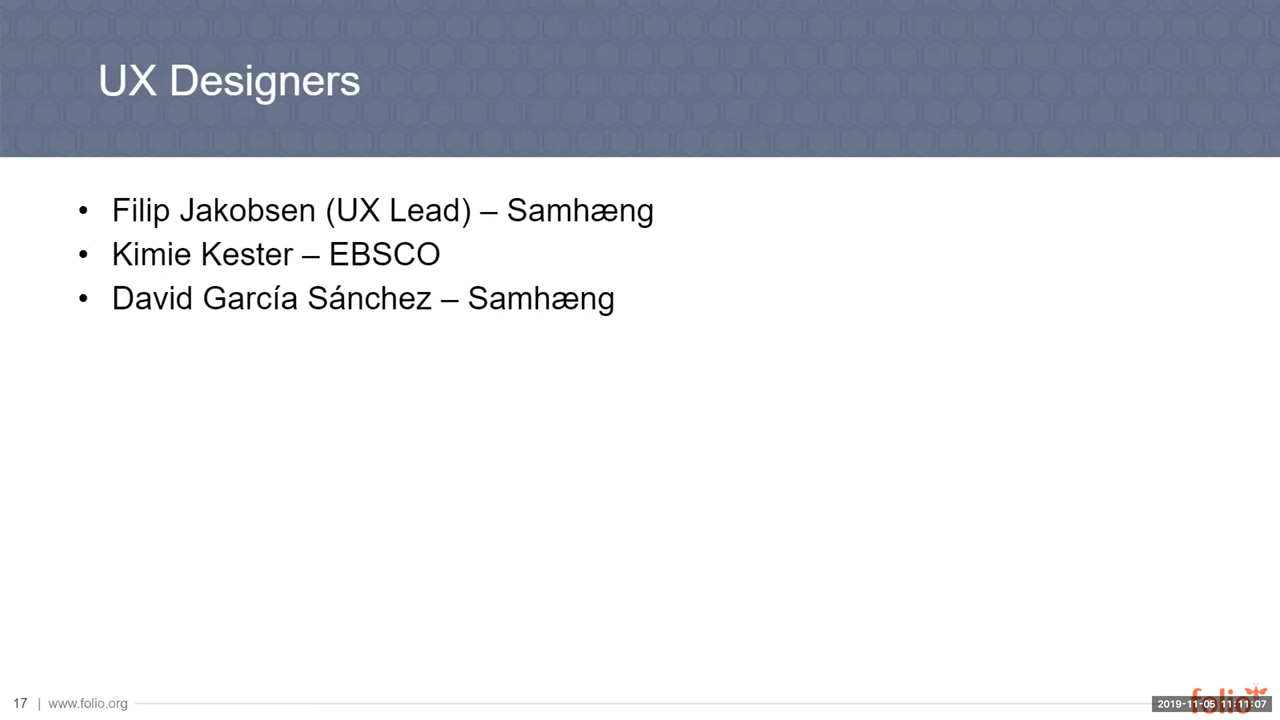 UX Designers
• Filip Jakobsen (UX Lead) – Samhæng
• Kimie Kester – EBSCO
• David García Sánchez – Samhæng
17 | www.folio.org
folio
2019-11-05 11:11:07